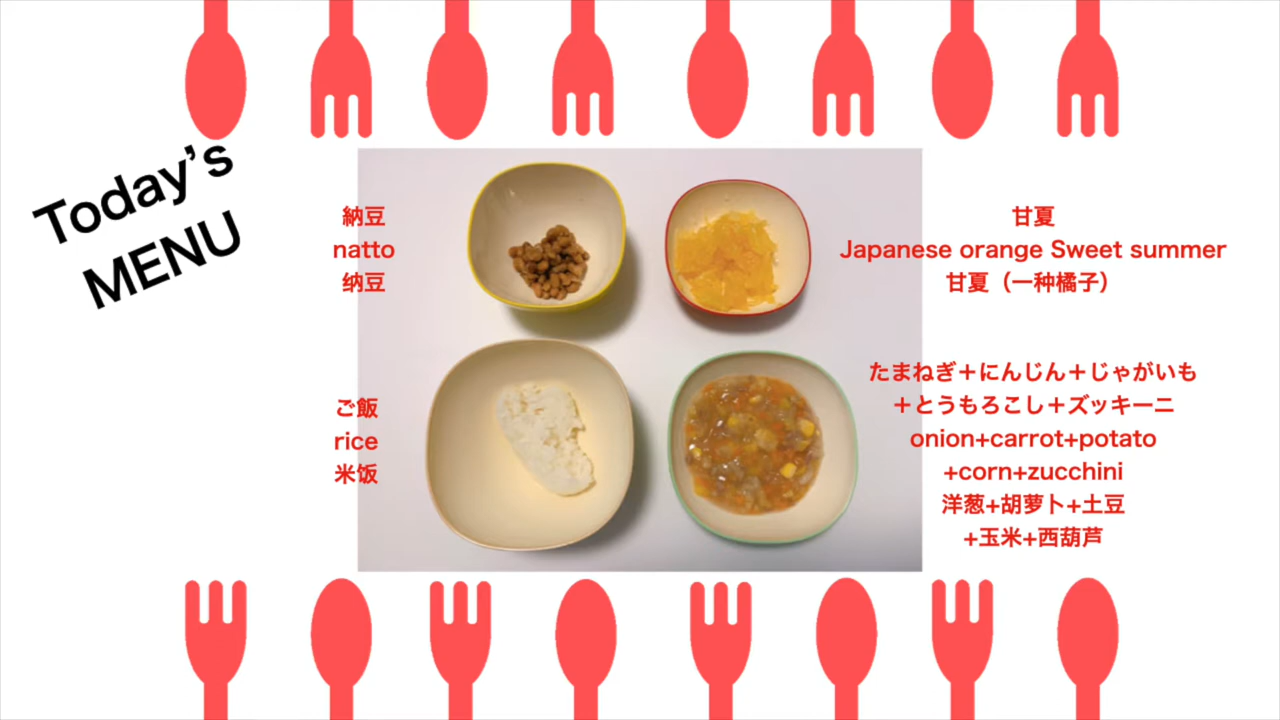 Today's
MENU
納豆
natto
纳豆
甘夏
Japanese orange Sweet summer
甘夏（一种橘子）
ご飯
rice
米饭
たまねぎ＋にんじん＋じゃがいも
＋とうもろこし＋ズッキーニ
onion+carrot+potato
+corn+zucchini
洋葱+胡萝卜+土豆
+玉米+西葫芦